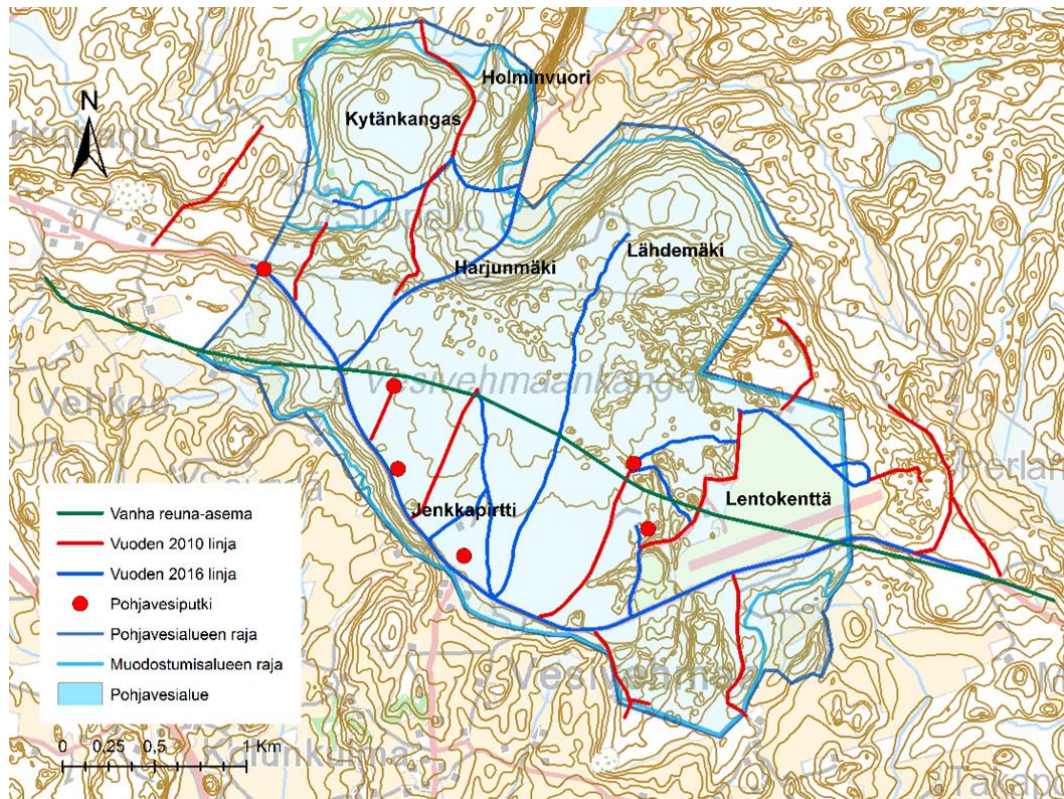 Holminvuori
Kytänkangas
N
Harjunmäki
Lähdemäki
Vesivehmaankangas
Jenkkapirtti
Lentokenttä
Vanha reuna-asema
Vuoden 2010 linja
Vuoden 2016 linja
Pohjavesiputki
Pohjavesialueen raja
Muodostumisalueen raja
Pohjavesialue
0 0,25 0,5 1 Km
Vesivehmaa